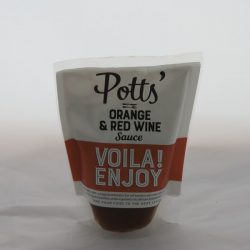 Potts'
ORANGE
& RED WINE
Sauce
VOILA!
ENJOY